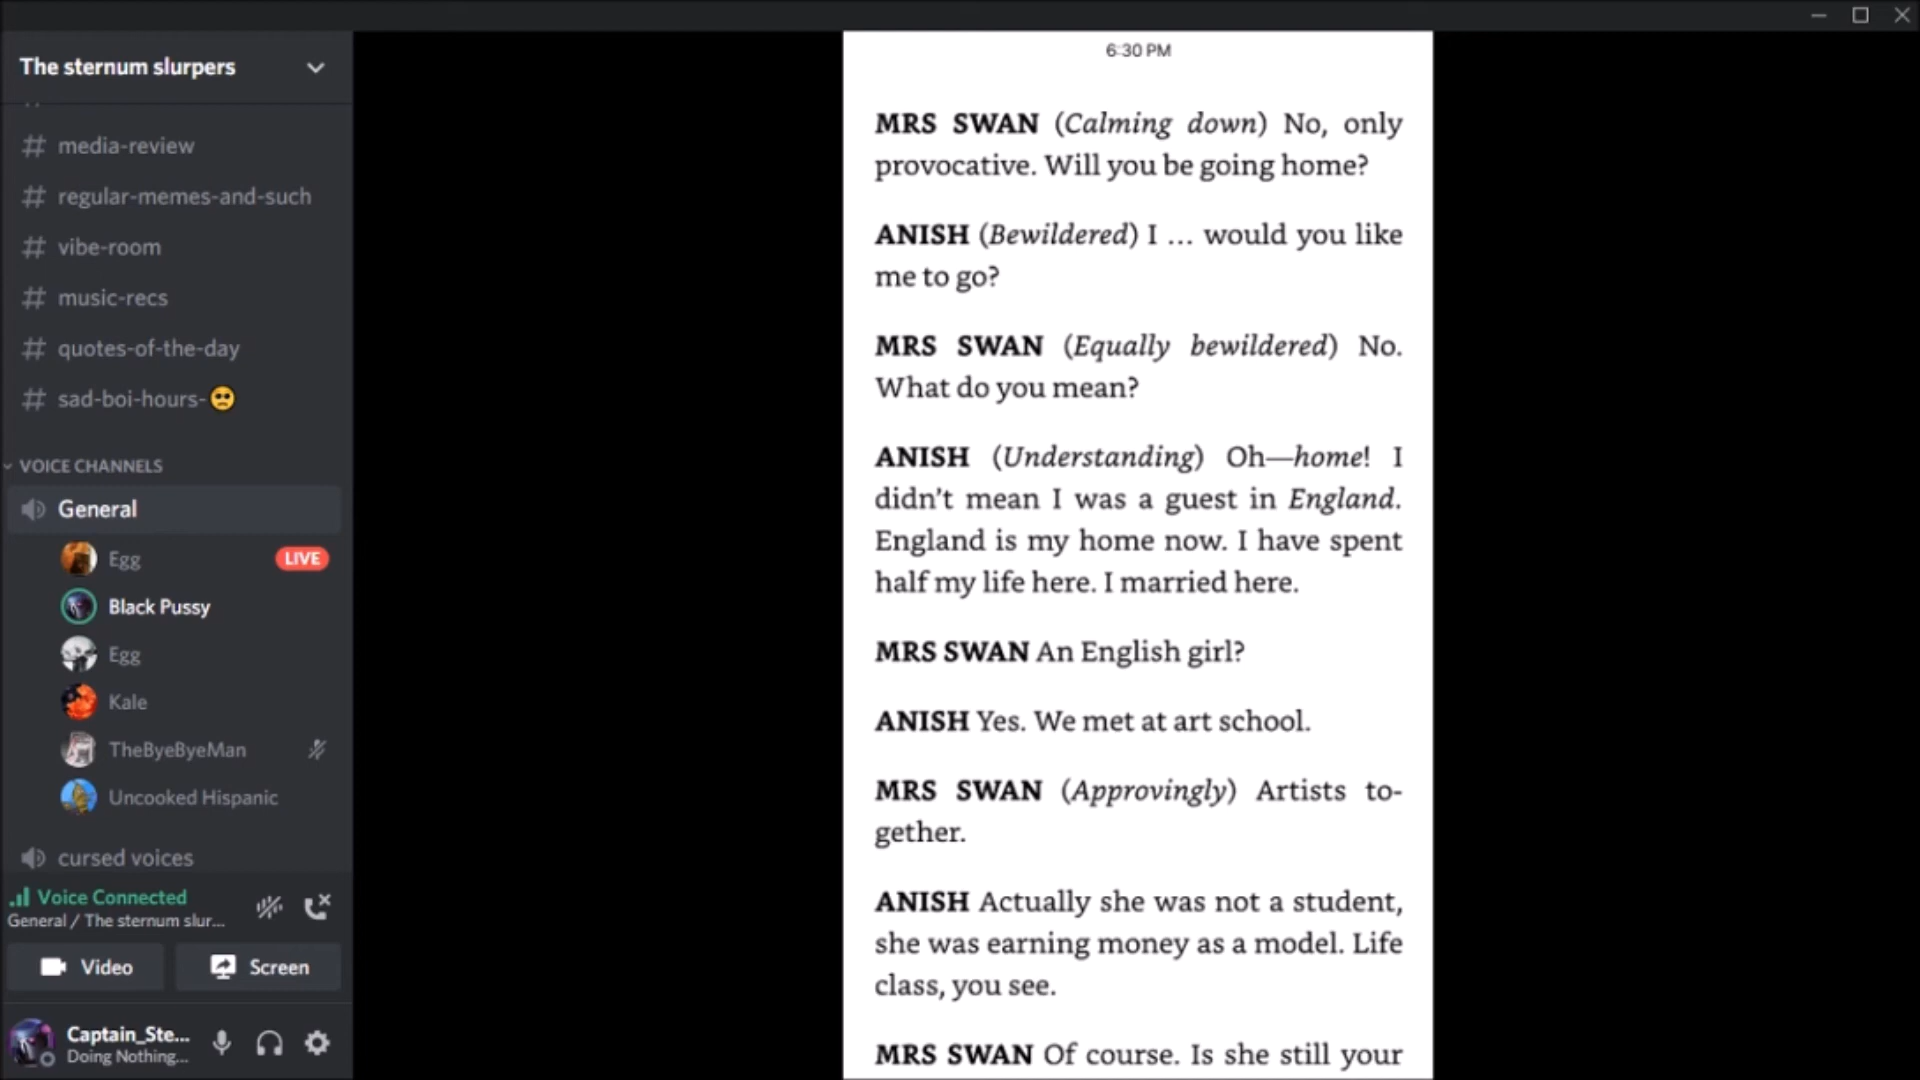 The sternum slurpers
# media-review
# regular-memes-and-such
# vibe-room
# music-recs
# quotes-of-the-day
# sad-boi-hours-🥺
VOICE CHANNELS
General
Egg LIVE
Black Pussy
Egg
Kale
TheByeByeMan
Uncooked Hispanic
cursed voices
Voice Connected
General / The sternum slur...
Video Screen
Captain_Ste...
Doing Nothing...
6:30 PM
MRS SWAN (Calming down) No, only
provocative. Will you be going home?
ANISH (Bewildered) I ... would you like
me to go?
MRS SWAN (Equally bewildered) No.
What do you mean?
ANISH (Understanding) Oh—home! I
didn't mean I was a guest in England.
England is my home now. I have spent
half my life here. I married here.
MRS SWAN An English girl?
ANISH Yes. We met at art school.
MRS SWAN (Approvingly) Artists to-
gether.
ANISH Actually she was not a student,
she was earning money as a model. Life
class, you see.
MRS SWAN Of course. Is she still your